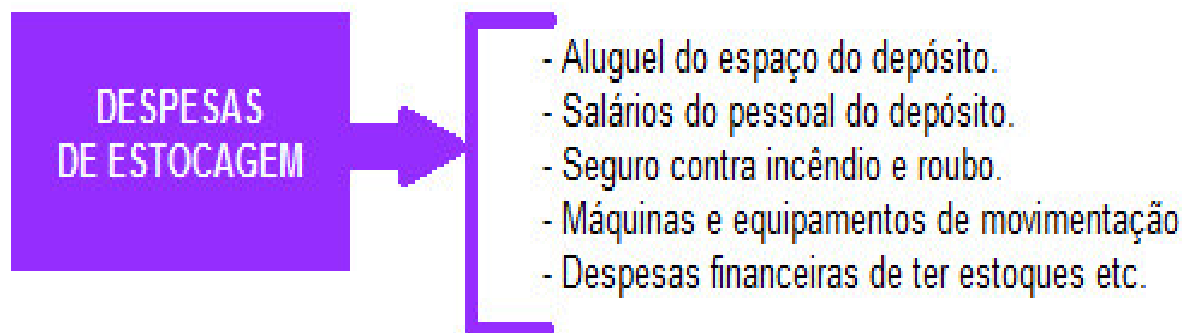 DESPESAS
DE ESTOCAGEM
- Aluguel do espaço do depósito.
- Salários do pessoal do depósito.
- Seguro contra incêndio e roubo.
- Máquinas e equipamentos de movimentação
- Despesas financeiras de ter estoques etc.